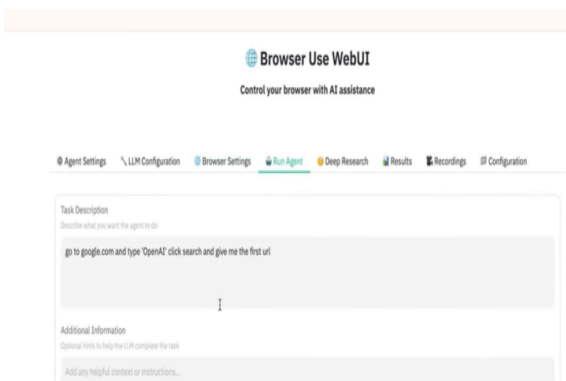 Browser Use WebUI
Control your browser with AI assistance
Agent Settings LLM Configuration Browser Settings Run Agent Deep Research Results Recordings Configuration
Task Description
Describe what you want the agent to do
go to google.com and type 'OpenAI' click search and give me the first url
Additional Information
Optional hints to help the LLM complete the task
Add any helpful context or instructions...